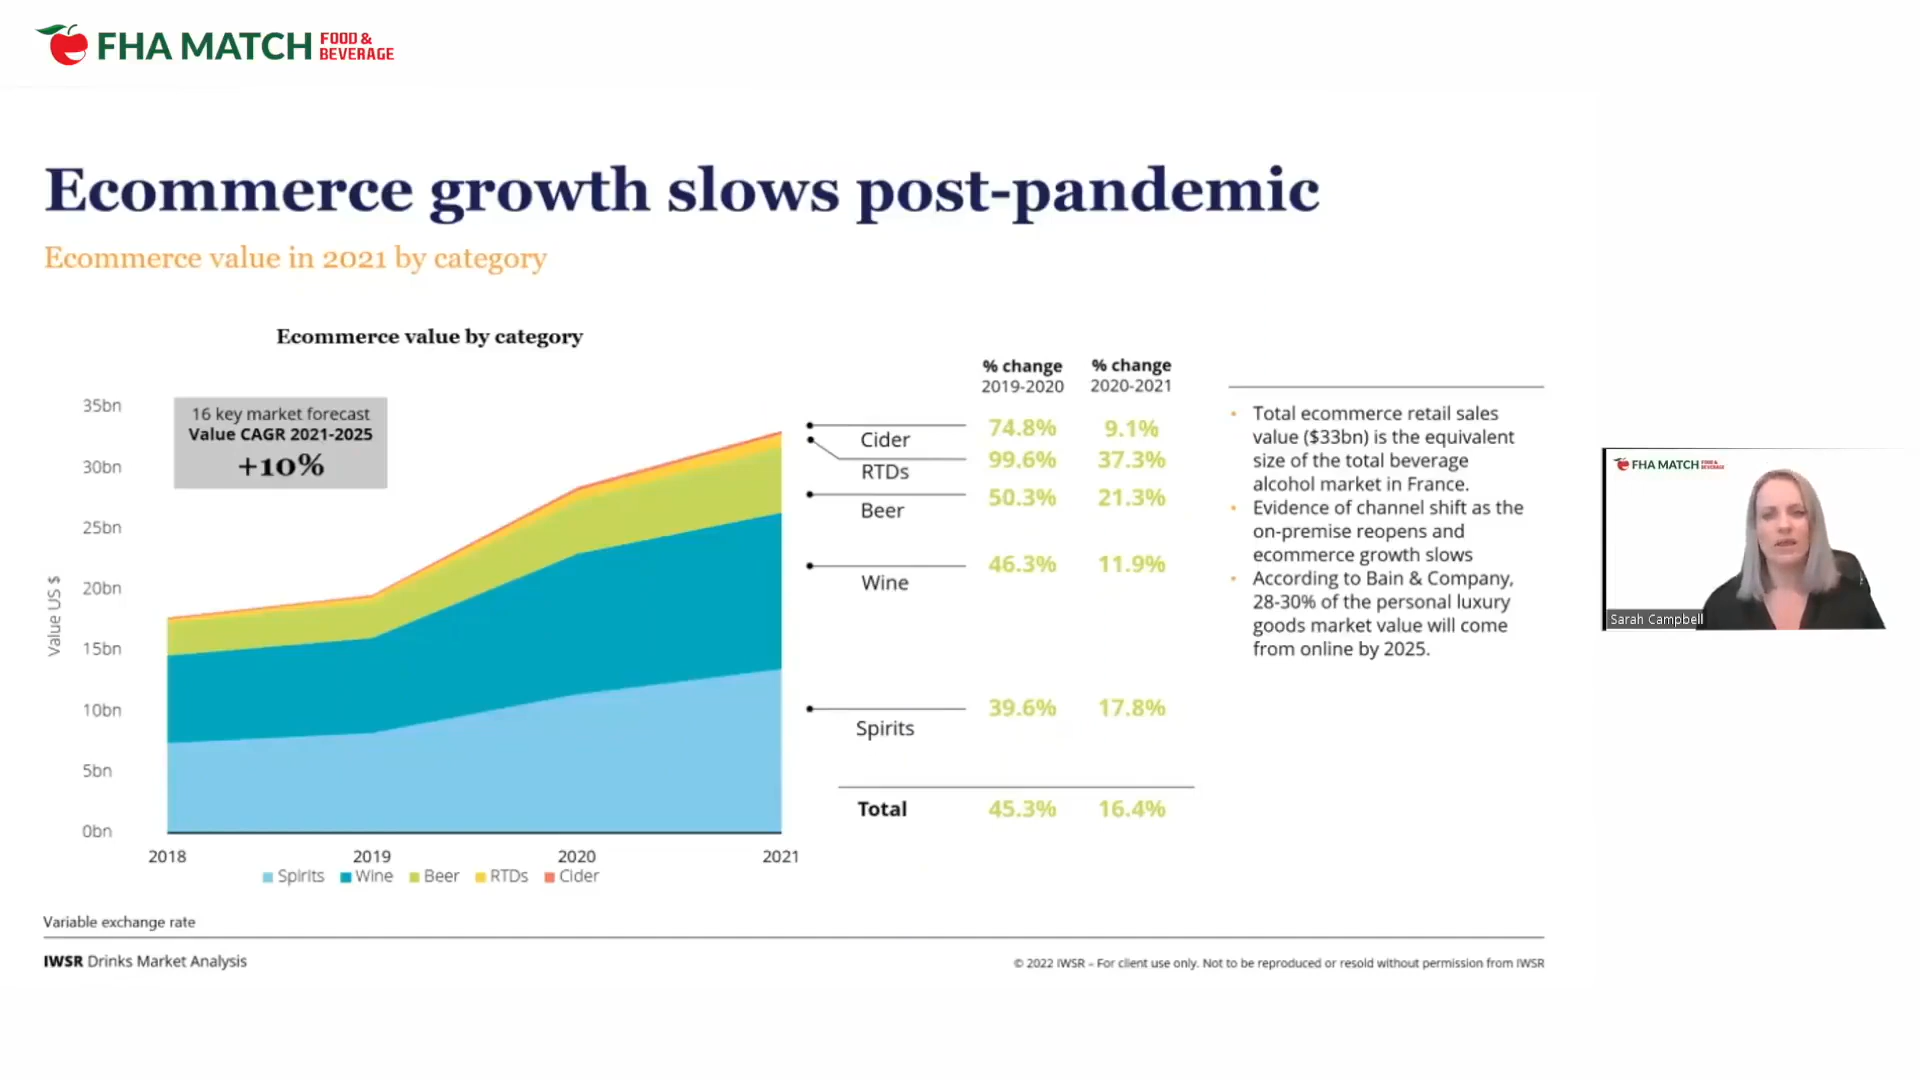 FHA MATCH FOOD & BEVERAGE
Ecommerce growth slows post-pandemic
Ecommerce value in 2021 by category
Ecommerce value by category
Value US $
35bn
30bn
25bn
20bn
15bn
10bn
5bn
0bn
16 key market forecast
Value CAGR 2021-2025
+10%
2018 2019 2020 2021
Spirits Wine Beer RTDs Cider
% change % change
2019-2020 2020-2021
Cider 74.8% 9.1%
RTDs 99.6% 37.3%
Beer 50.3% 21.3%
Wine 46.3% 11.9%
Spirits 39.6% 17.8%
Total 45.3% 16.4%
• Total ecommerce retail sales
value ($33bn) is the equivalent
size of the total beverage
alcohol market in France.
• Evidence of channel shift as the
on-premise reopens and
ecommerce growth slows
• According to Bain & Company,
28-30% of the personal luxury
goods market value will come
from online by 2025.
FHA MATCH FOOD & BEVERAGE
Sarah Campbell
Variable exchange rate
IWSR Drinks Market Analysis
© 2022 IWSR – For client use only. Not to be reproduced or resold without permission from IWSR